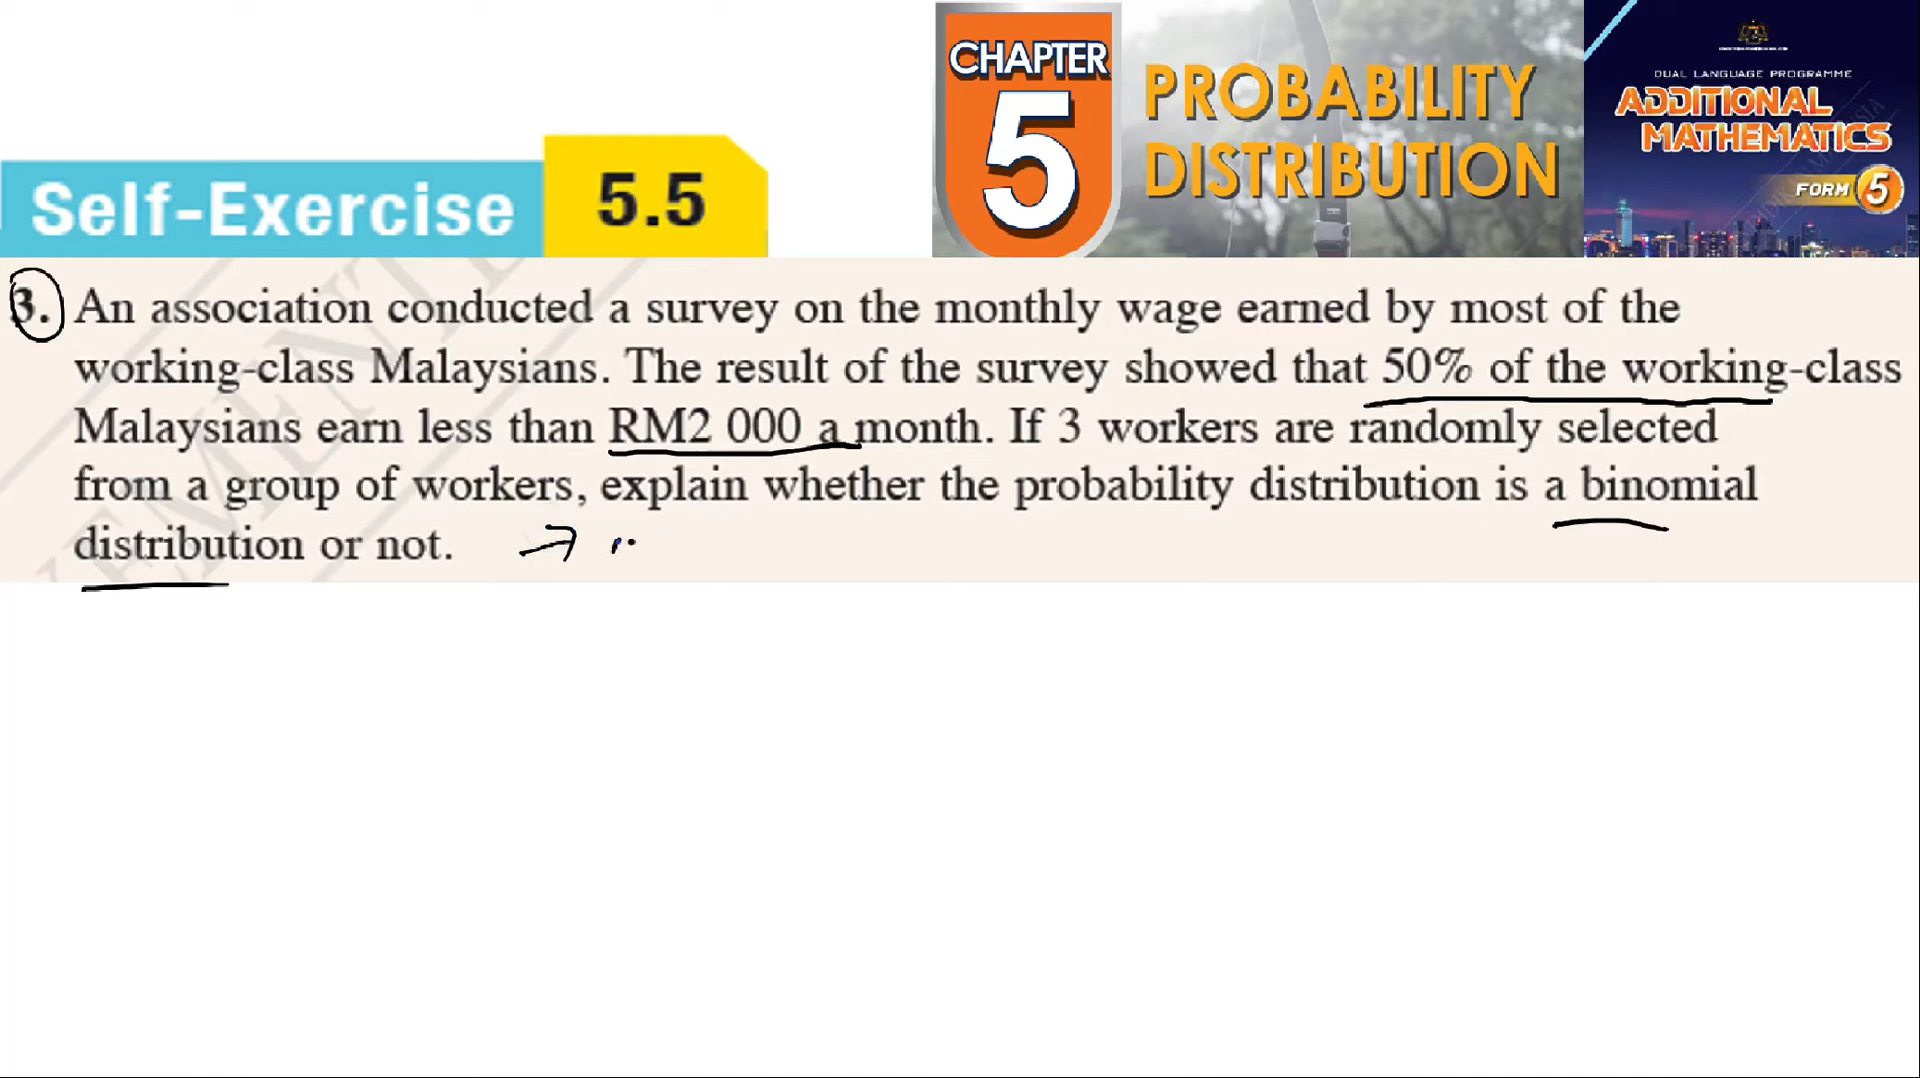 CHAPTER
5
PROBABILITY
DISTRIBUTION
DUAL LANGUAGE PROGRAMME
ADDITIONAL
MATHEMATICS
FORM 5
Self-Exercise 5.5
3. An association conducted a survey on the monthly wage earned by most of the
working-class Malaysians. The result of the survey showed that 50% of the working-class
Malaysians earn less than RM2 000 a month. If 3 workers are randomly selected
from a group of workers, explain whether the probability distribution is a binomial
distribution or not.